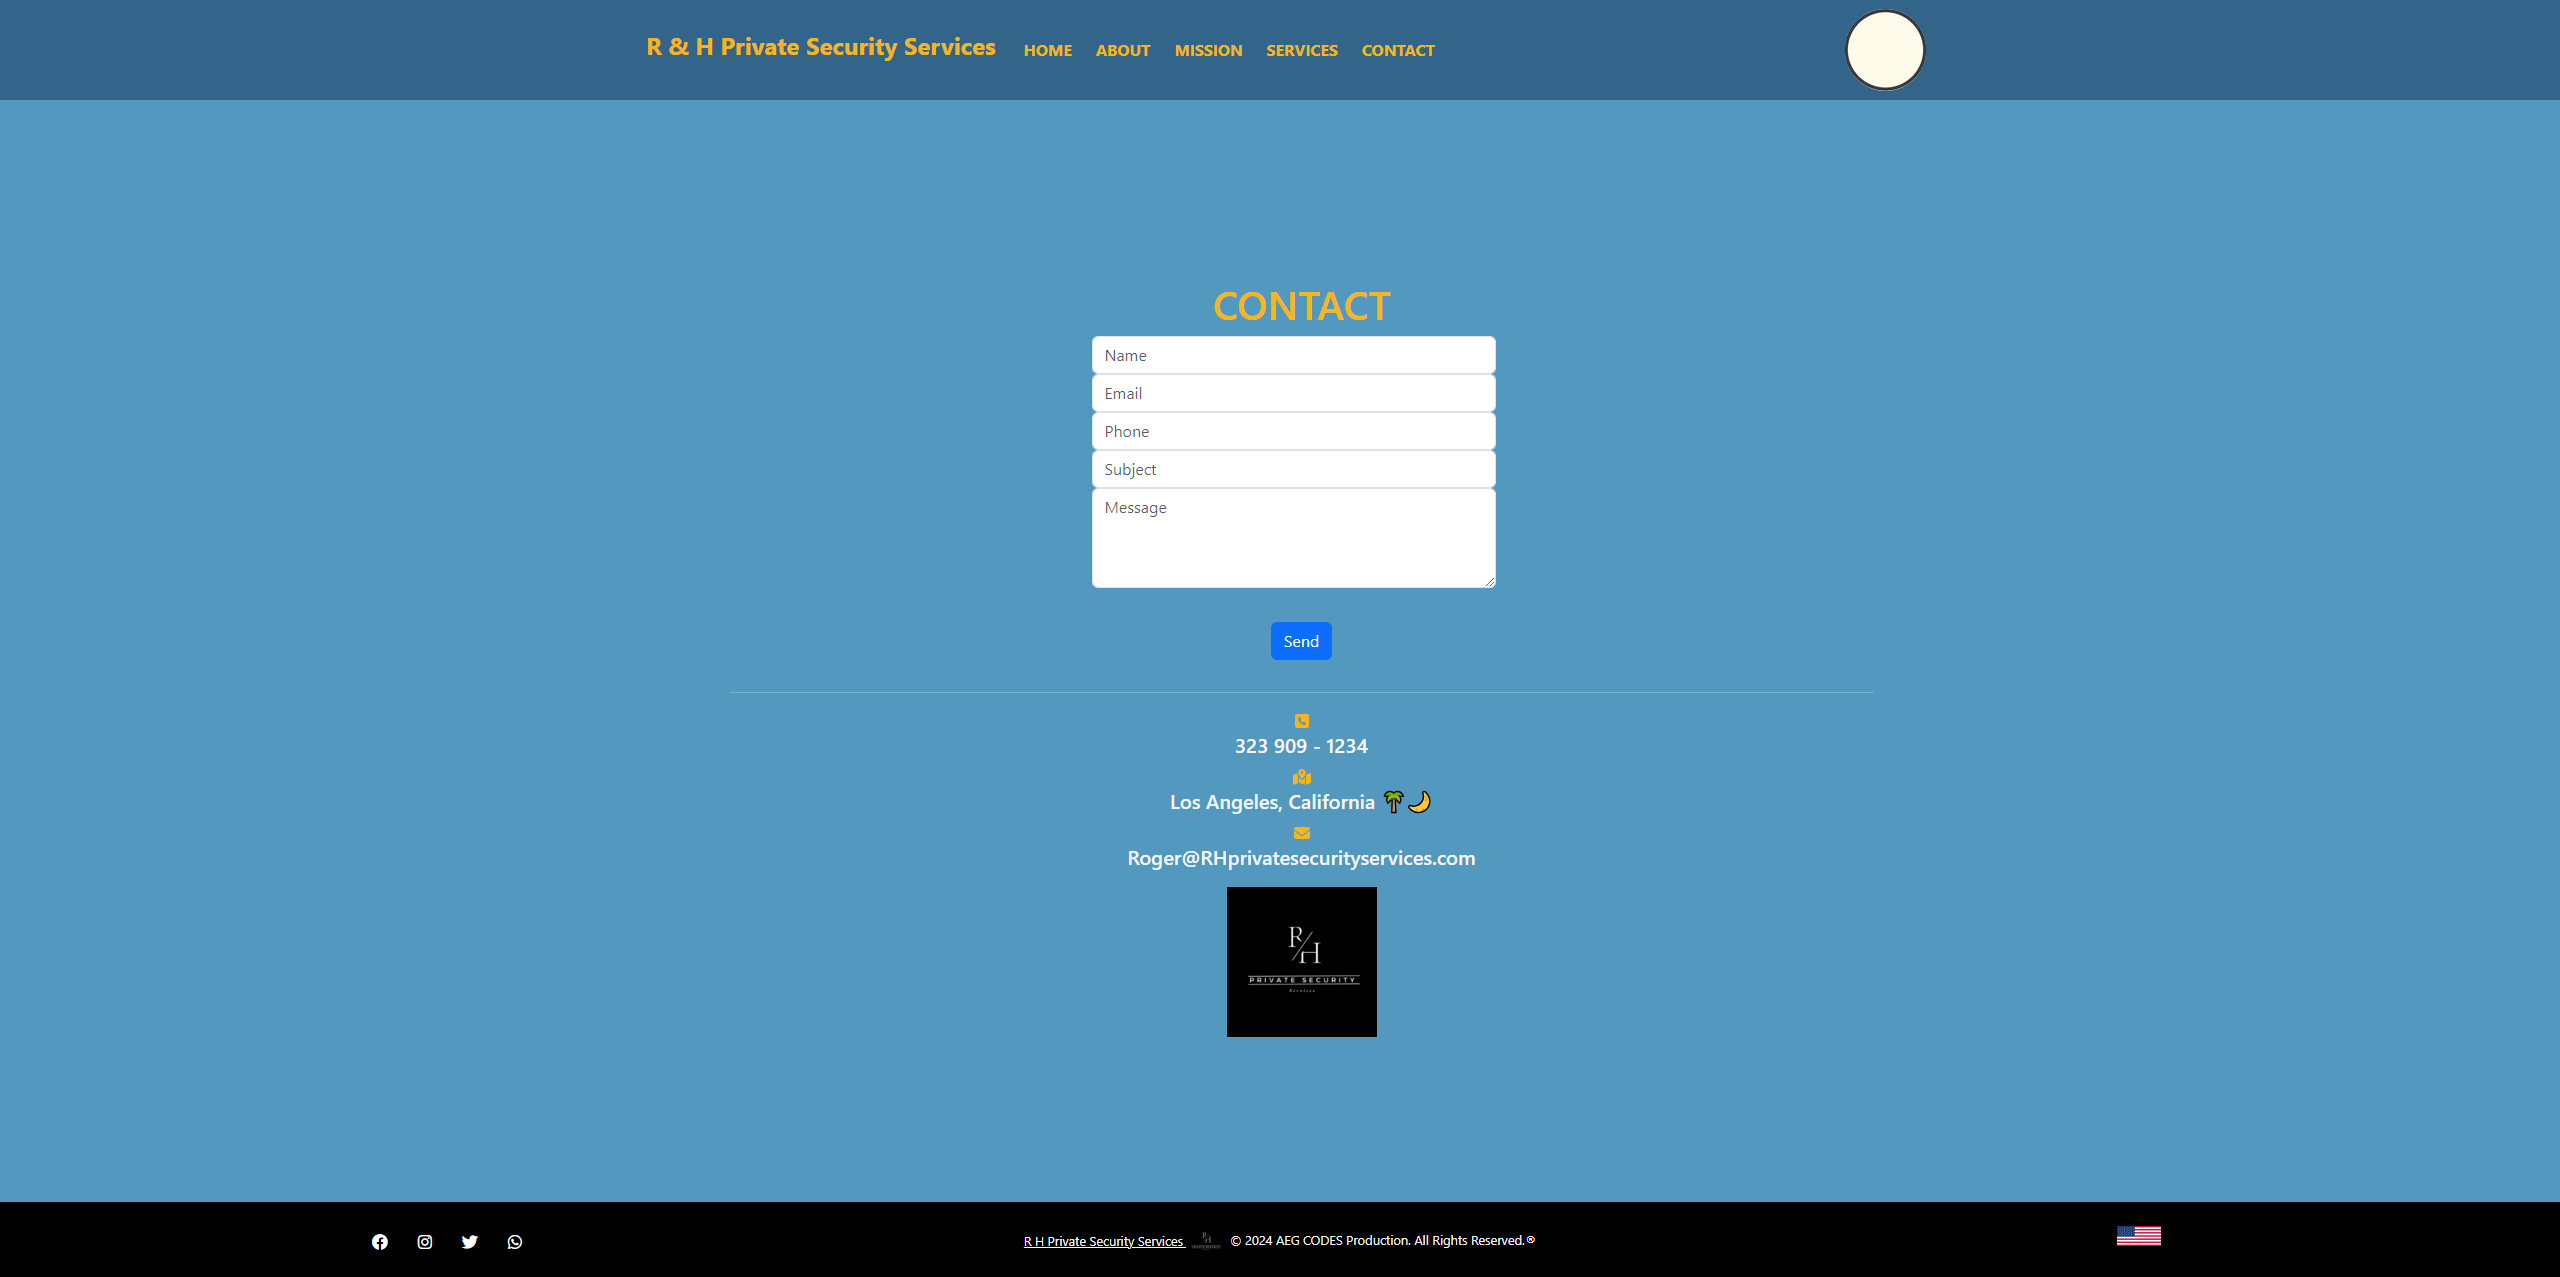 R & H Private Security Services HOME ABOUT MISSION SERVICES CONTACT
CONTACT
Name
Email
Phone
Subject
Message
Send
323 909 - 1234
Los Angeles, California 🌴🌙
Roger@RHprivatesecurityservices.com
R/H
PRIVATE SECURITY
Services
R H Private Security Services © 2024 AEG CODES Production. All Rights Reserved.®